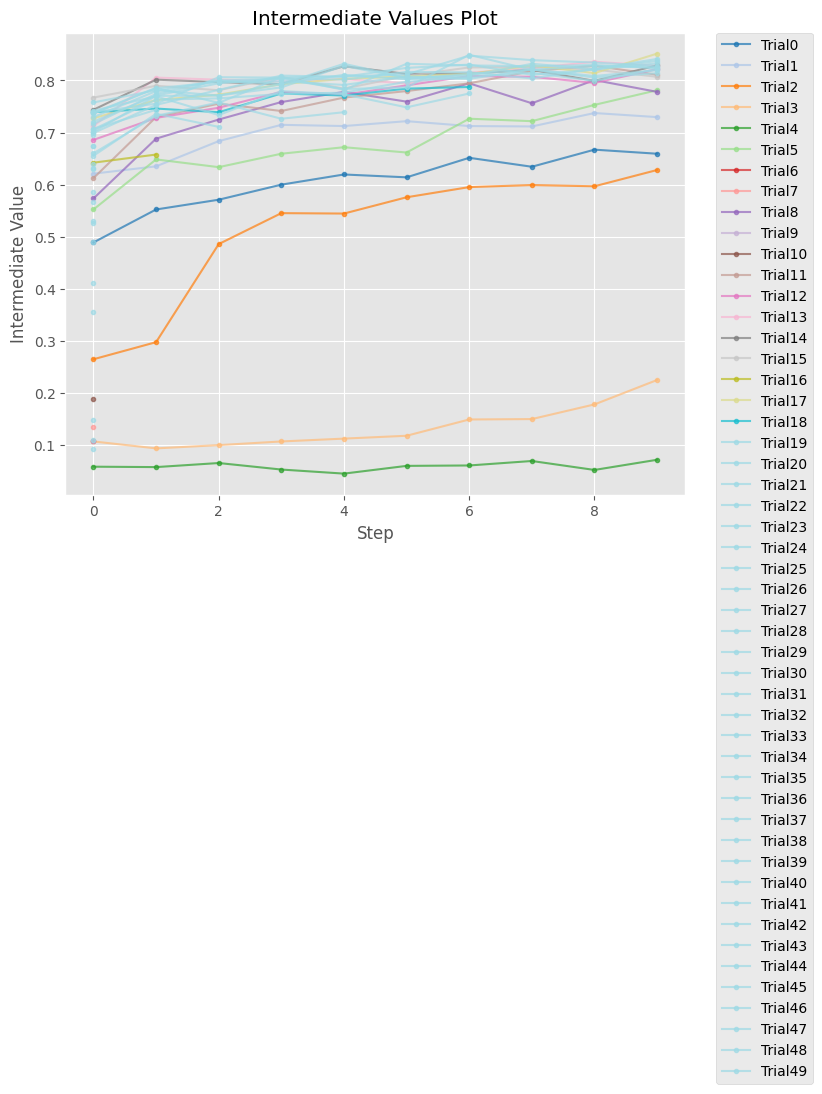 Intermediate Values Plot
Intermediate Value
0.8
0.7
0.6
0.5
0.4
0.3
0.2
0.1
0
2
4
6
8
Step
Trial0
Trial1
Trial2
Trial3
Trial4
Trial5
Trial6
Trial7
Trial8
Trial9
Trial10
Trial11
Trial12
Trial13
Trial14
Trial15
Trial16
Trial17
Trial18
Trial19
Trial20
Trial21
Trial22
Trial23
Trial24
Trial25
Trial26
Trial27
Trial28
Trial29
Trial30
Trial31
Trial32
Trial33
Trial34
Trial35
Trial36
Trial37
Trial38
Trial39
Trial40
Trial41
Trial42
Trial43
Trial44
Trial45
Trial46
Trial47
Trial48
Trial49